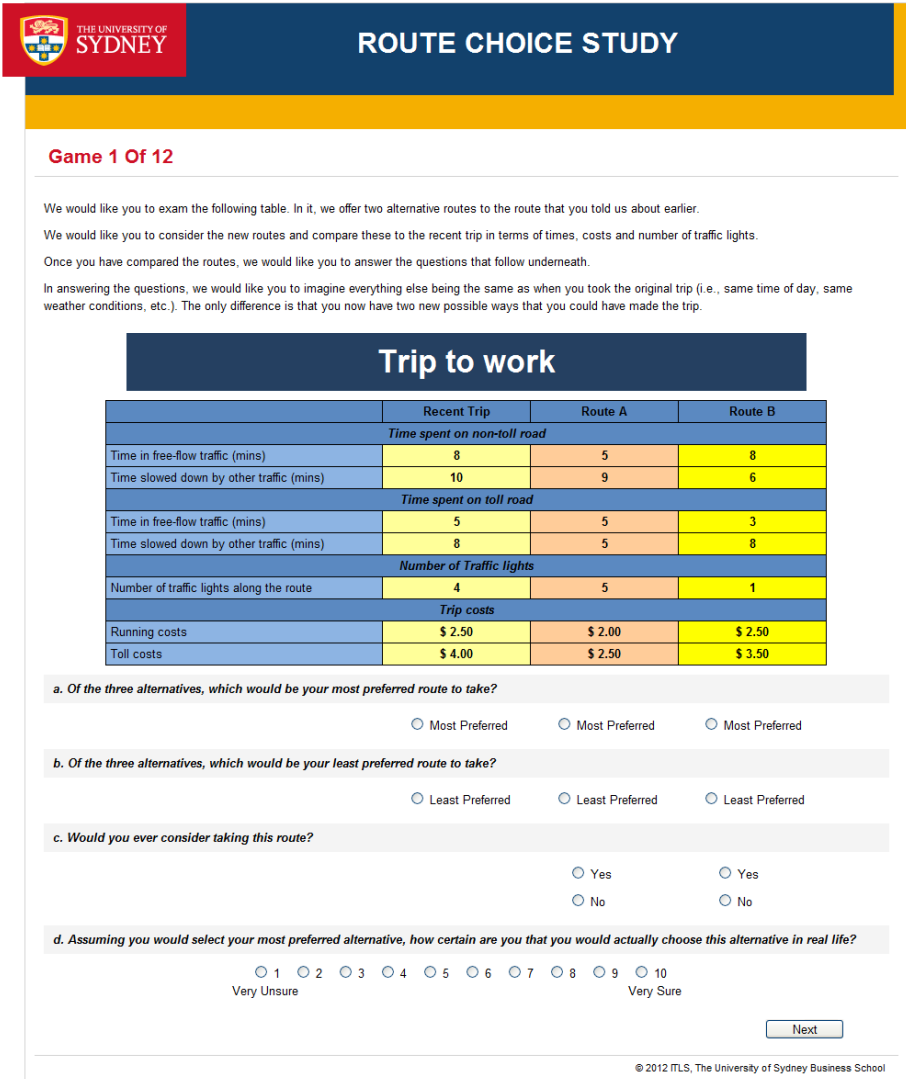 THE UNIVERSITY OF
SYDNEY
ROUTE CHOICE STUDY
Game 1 Of 12
We would like you to exam the following table. In it, we offer two alternative routes to the route that you told us about earlier.
We would like you to consider the new routes and compare these to the recent trip in terms of times, costs and number of traffic lights.
Once you have compared the routes, we would like you to answer the questions that follow underneath.
In answering the questions, we would like you to imagine everything else being the same as when you took the original trip (i.e., same time of day, same
weather conditions, etc.). The only difference is that you now have two new possible ways that you could have made the trip.
Trip to work
Recent Trip Route A Route B
Time spent on non-toll road
Time in free-flow traffic (mins) 8 5 8
Time slowed down by other traffic (mins) 10 9 6
Time spent on toll road
Time in free-flow traffic (mins) 5 5 3
Time slowed down by other traffic (mins) 8 5 8
Number of Traffic lights
Number of traffic lights along the route 4 5 1
Trip costs
Running costs $ 2.50 $ 2.00 $ 2.50
Toll costs $ 4.00 $ 2.50 $ 3.50
a. Of the three alternatives, which would be your most preferred route to take?
Most Preferred Most Preferred Most Preferred
b. Of the three alternatives, which would be your least preferred route to take?
Least Preferred Least Preferred Least Preferred
c. Would you ever consider taking this route?
Yes Yes
No No
d. Assuming you would select your most preferred alternative, how certain are you that you would actually choose this alternative in real life?
1 2 3 4 5 6 7 8 9 10
Very Unsure Very Sure
Next
© 2012 ITLS, The University of Sydney Business School